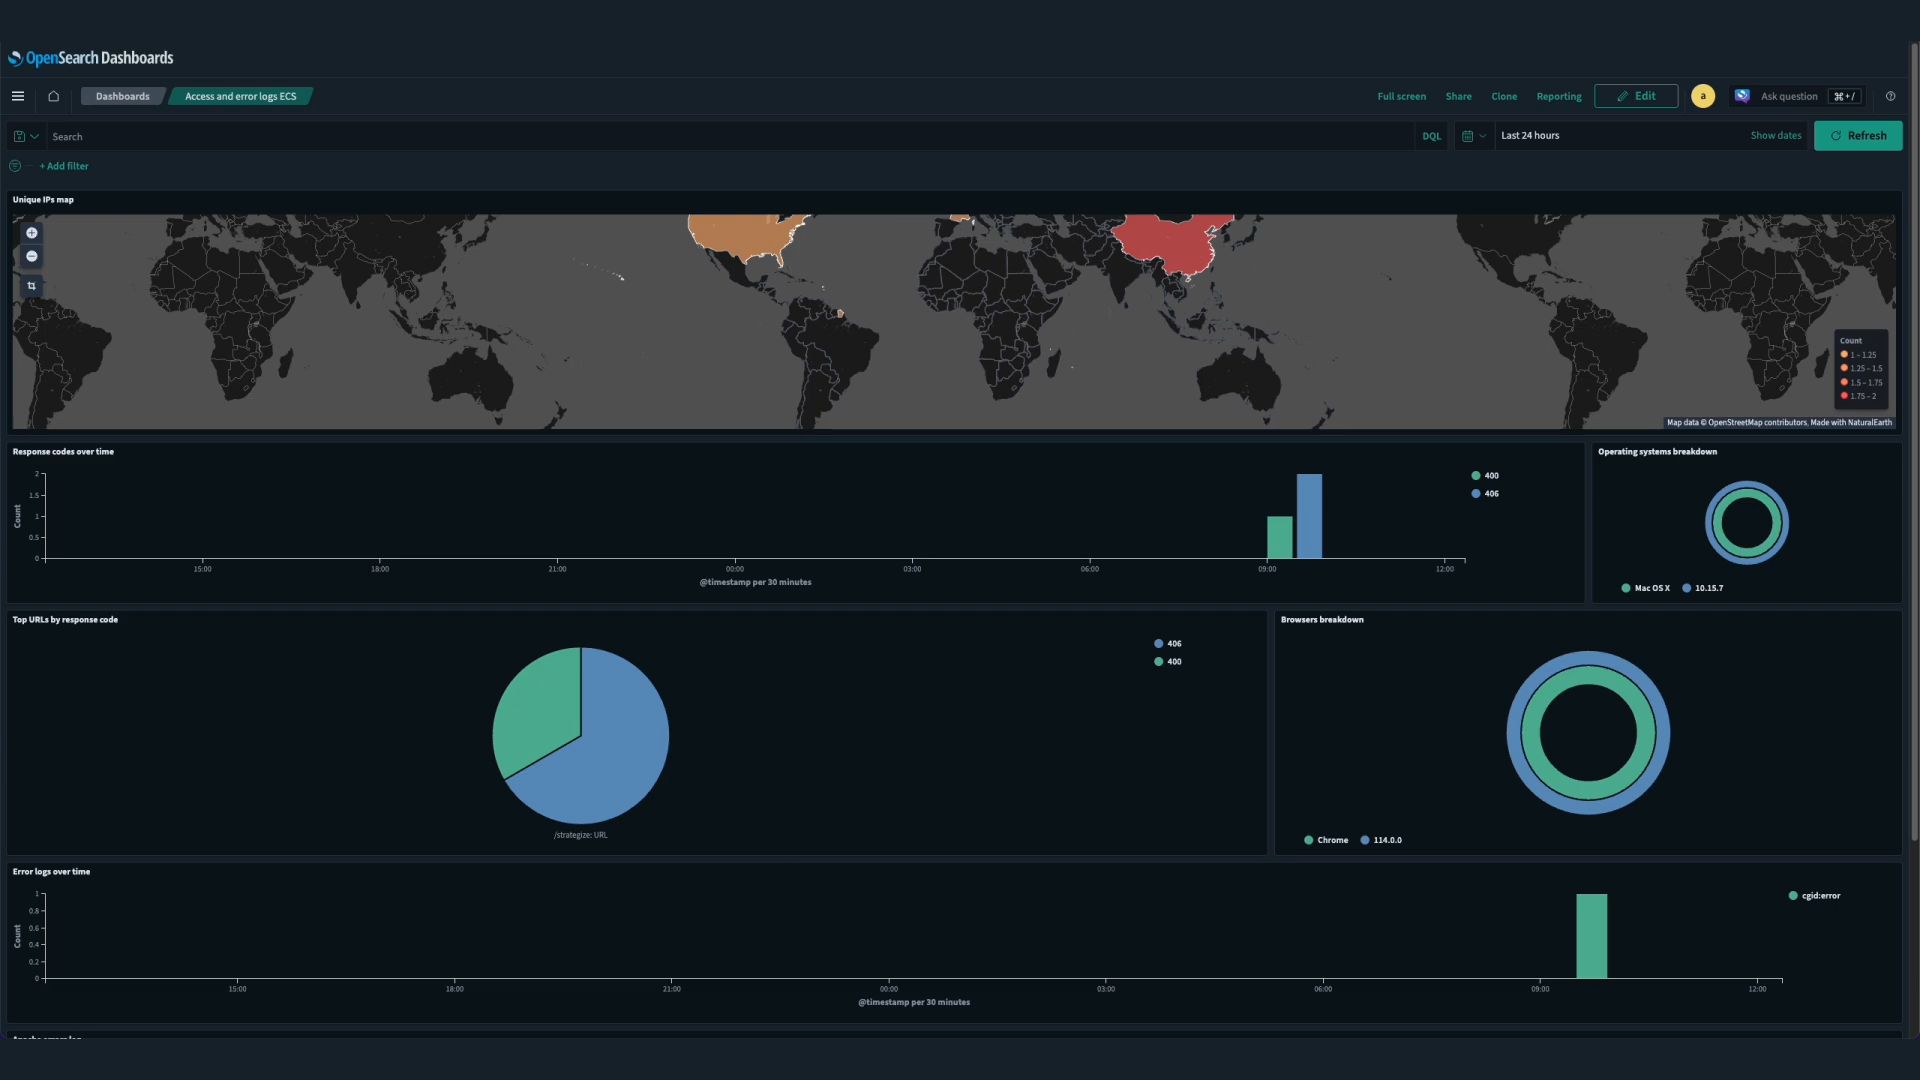 OpenSearch Dashboards
Dashboards
Access and error logs ECS
Full screen
Share
Clone
Reporting
Edit
a
Ask question
⌘+/
Search
DQL
Last 24 hours
Show dates
Refresh
+ Add filter
Unique IPs map
Count
1 – 1.25
1.25 – 1.5
1.5 – 1.75
1.75 – 2
Map data © OpenStreetMap contributors, Made with NaturalEarth
Response codes over time
2
1.5
1
0.5
0
Count
15:00
18:00
21:00
00:00
03:00
06:00
09:00
12:00
@timestamp per 30 minutes
400
406
Operating systems breakdown
Mac OS X
10.15.7
Top URLs by response code
406
400
/strategize: URL
Browsers breakdown
Chrome
114.0.0
Error logs over time
1
0.8
0.6
0.4
0.2
0
Count
15:00
18:00
21:00
00:00
03:00
06:00
09:00
12:00
@timestamp per 30 minutes
cgid:error